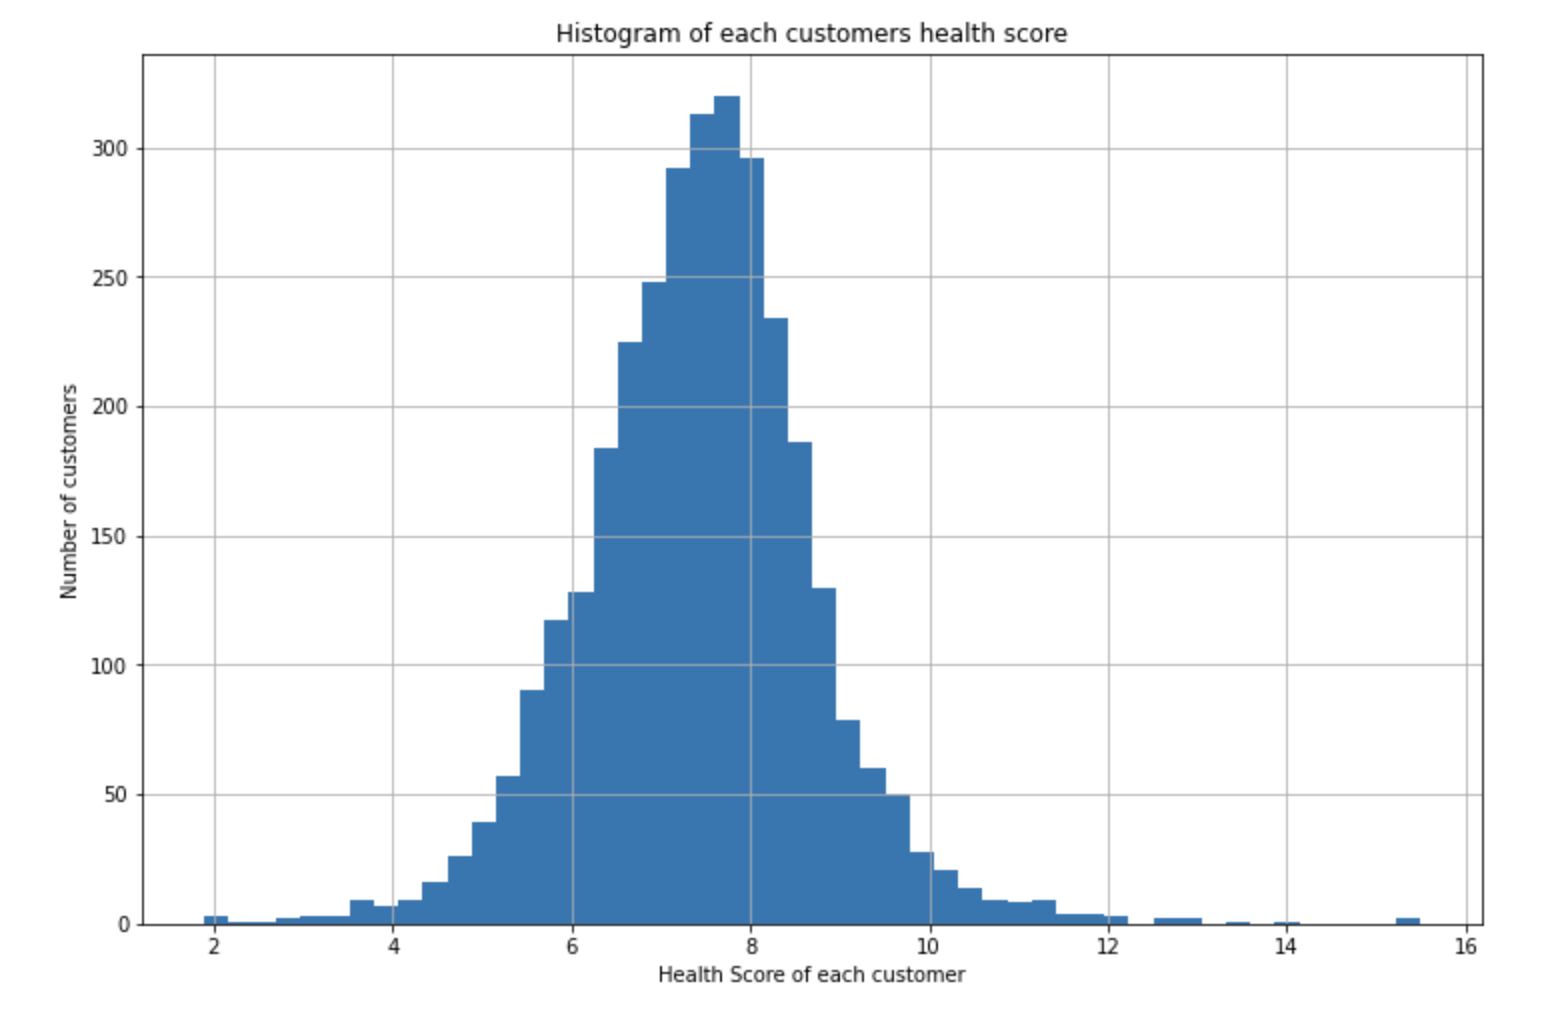 Histogram of each customers health score
300
250
200
150
100
50
0
Number of customers
2 4 6 8 10 12 14 16
Health Score of each customer